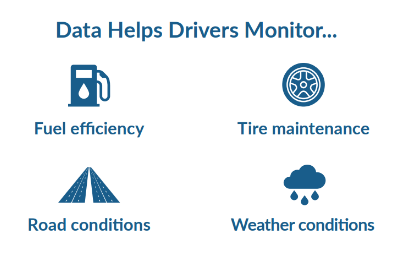 Data Helps Drivers Monitor...
Fuel efficiency
Tire maintenance
Road conditions
Weather conditions